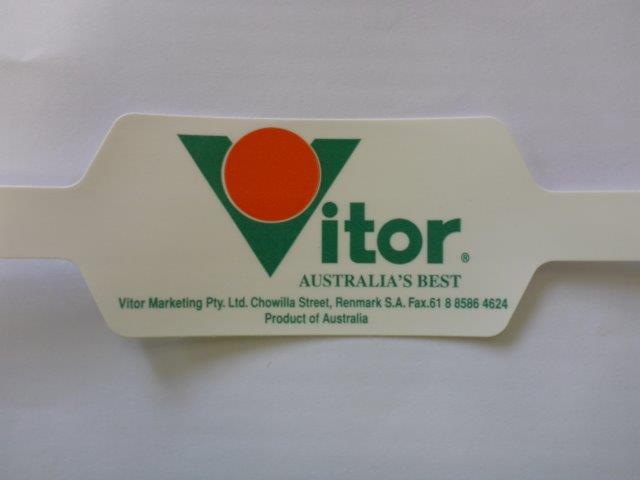 Vitor®
AUSTRALIA'S BEST
Vitor Marketing Pty. Ltd. Chowilla Street, Renmark S.A. Fax.61 8 8586 4624
Product of Australia